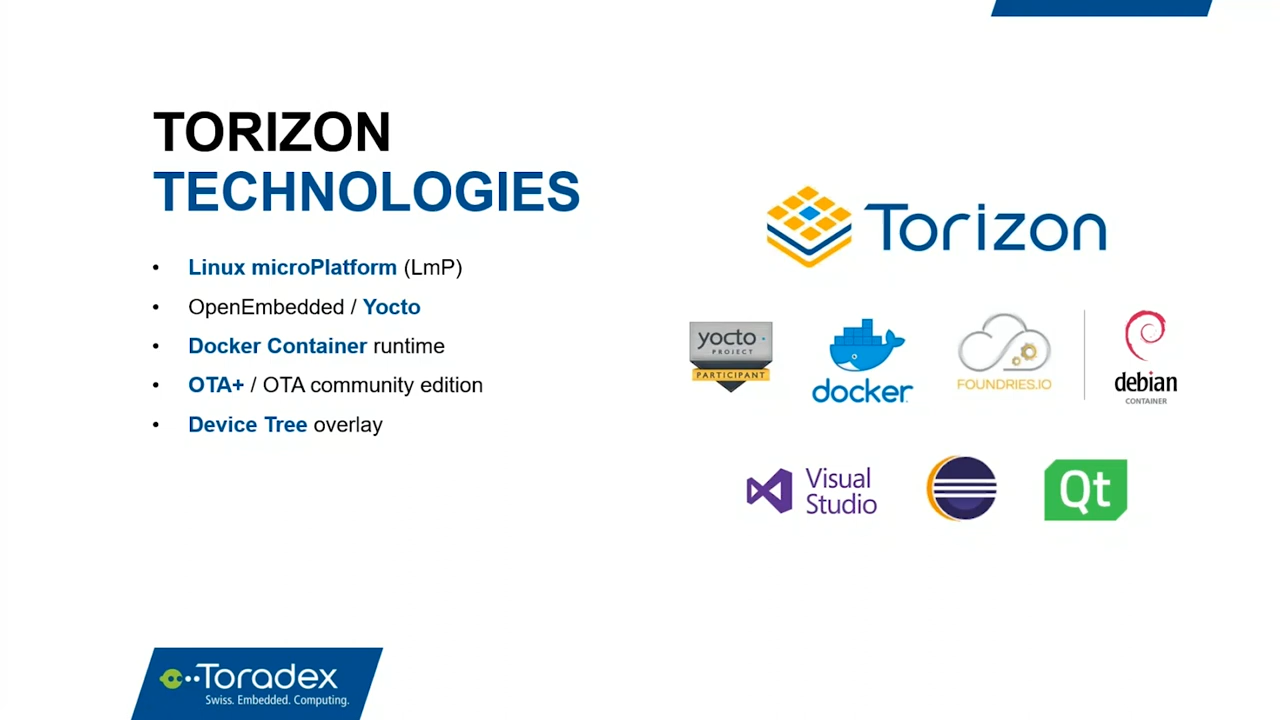 TORIZON
TECHNOLOGIES
• Linux microPlatform (LmP)
• OpenEmbedded / Yocto
• Docker Container runtime
• OTA+ / OTA community edition
• Device Tree overlay
Torizon
yocto
PROJECT
PARTICIPANT
docker
FOUNDRIES.IO
debian
CONTAINER
Visual
Studio
Qt
Toradex
Swiss. Embedded. Computing.